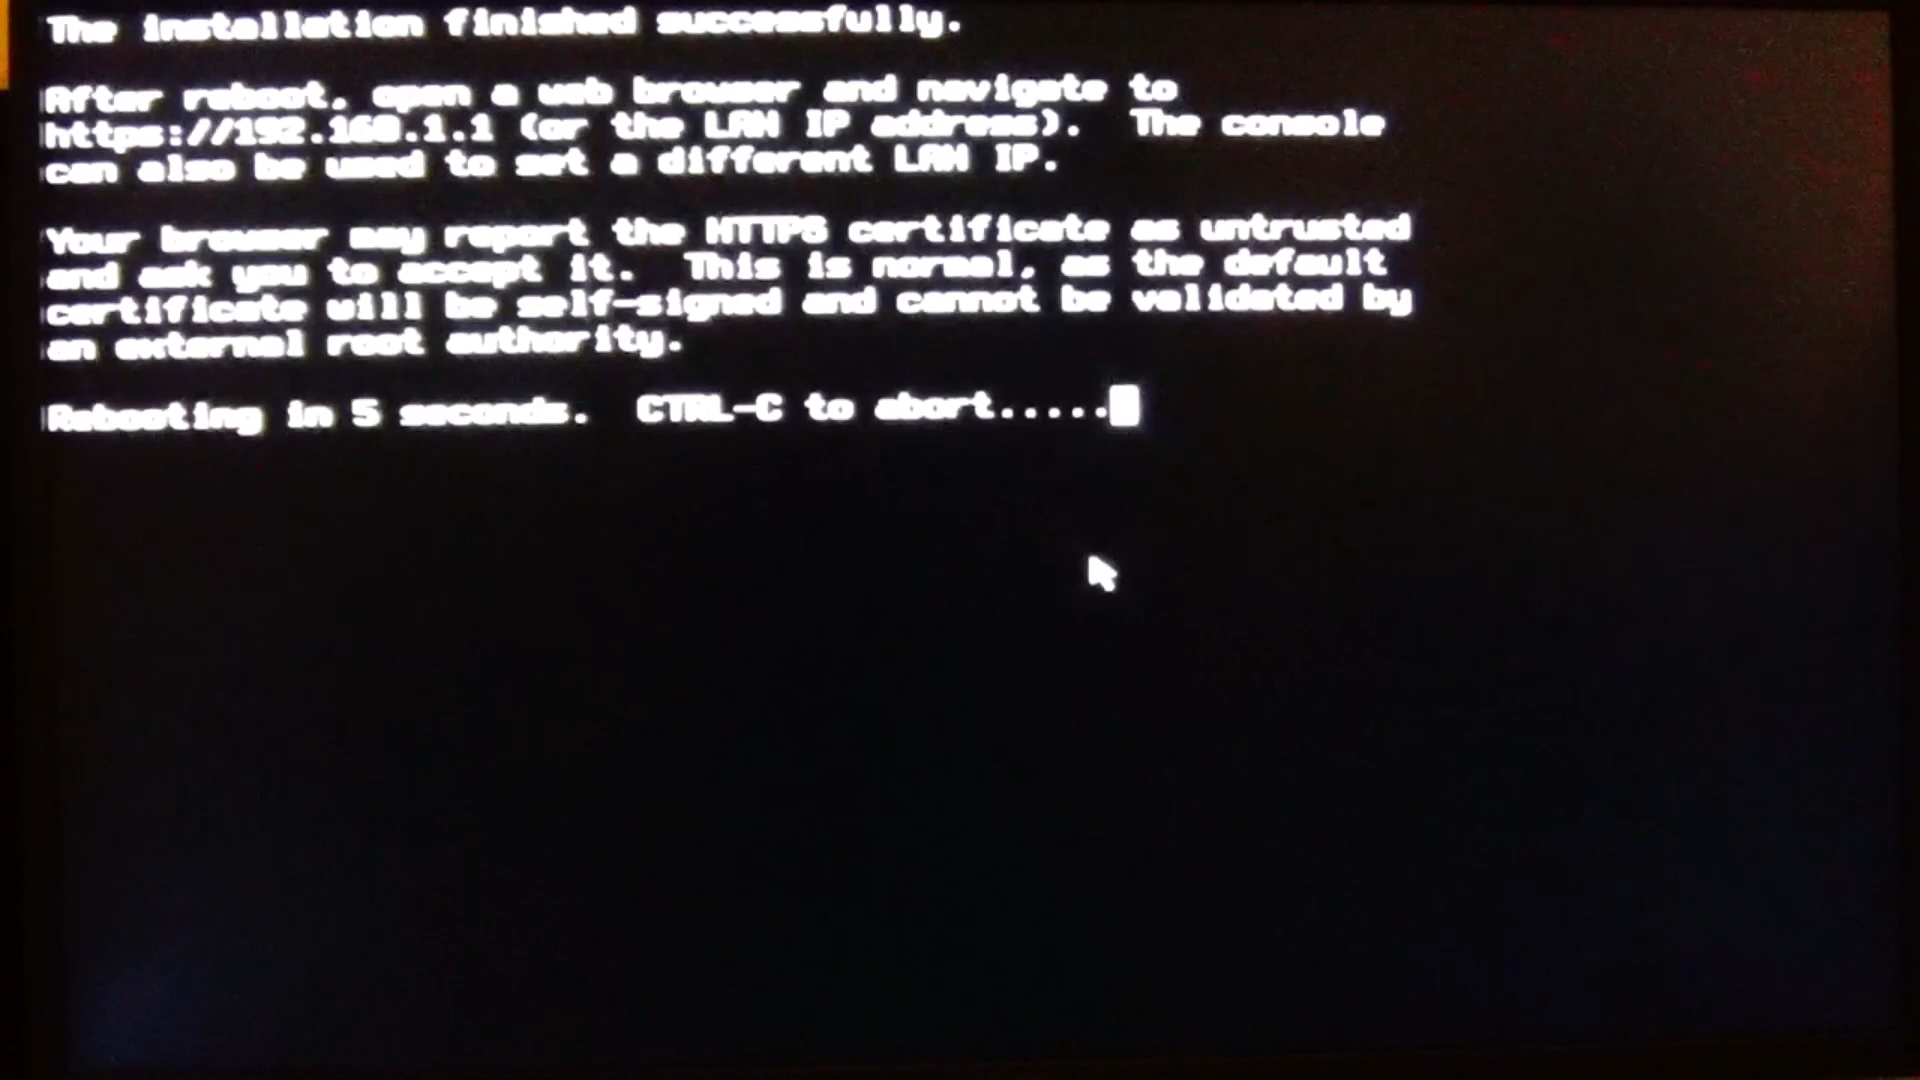 The installation finished successfully.
After reboot, open a web browser and navigate to
https://192.168.1.1 (or the LAN IP address).  The console
can also be used to set a different LAN IP.
Your browser may report the HTTPS certificate as untrusted
and ask you to accept it.  This is normal, as the default
certificate will be self-signed and cannot be validated by
an external root authority.
Rebooting in 5 seconds.  CTRL-C to abort.....